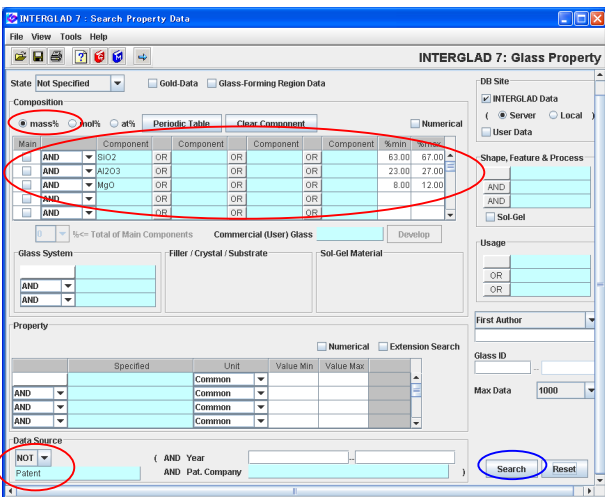 INTERGLAD 7 : Search Property Data
File View Tools Help
INTERGLAD 7: Glass Property
State Not Specified Gold-Data Glass-Forming Region Data
Composition
mass% mol% at% Periodic Table Clear Component Numerical
Main Component Component Component Component %min %max
AND SiO2 OR OR OR 63.00 67.00
AND Al2O3 OR OR OR 23.00 27.00
AND MgO OR OR OR 8.00 12.00
AND OR OR OR
AND OR OR OR
0 %<= Total of Main Components Commercial (User) Glass Develop
Glass System Filler / Crystal / Substrate Sol-Gel Material
AND
AND
Property
Numerical Extension Search
Specified Unit Value Min Value Max
Common
AND Common
AND Common
AND Common
Data Source
NOT ( AND Year --
Patent AND Pat. Company )
DB Site
INTERGLAD Data
( Server Local )
User Data
Shape, Feature & Process
AND
AND
Sol-Gel
Usage
OR
OR
First Author
Glass ID
--
Max Data 1000
Search Reset